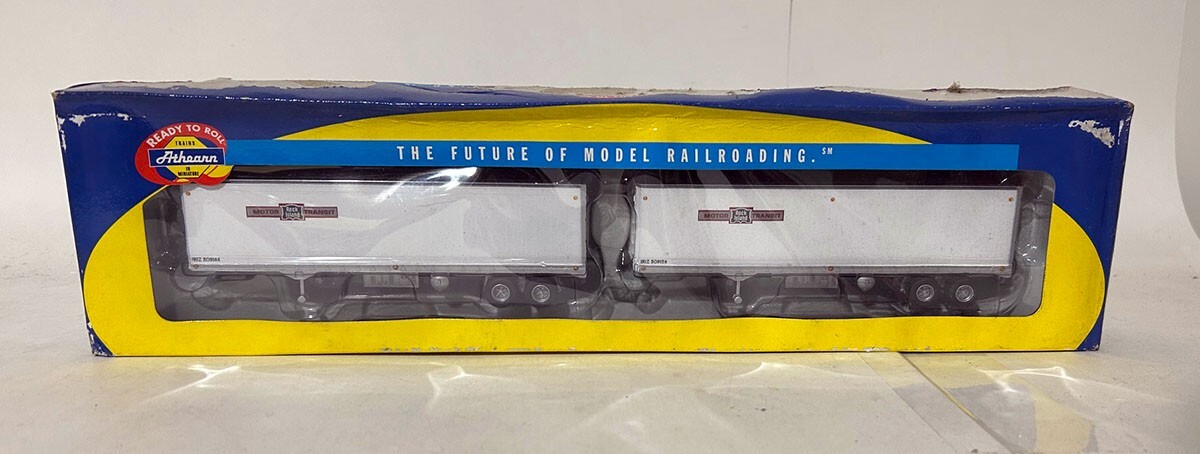 READY TO ROLL
TRAINS
Athearn
IN
MINIATURE
THE FUTURE OF MODEL RAILROADING.℠
MOTOR Rock Island TRANSIT
MOTOR Rock Island TRANSIT